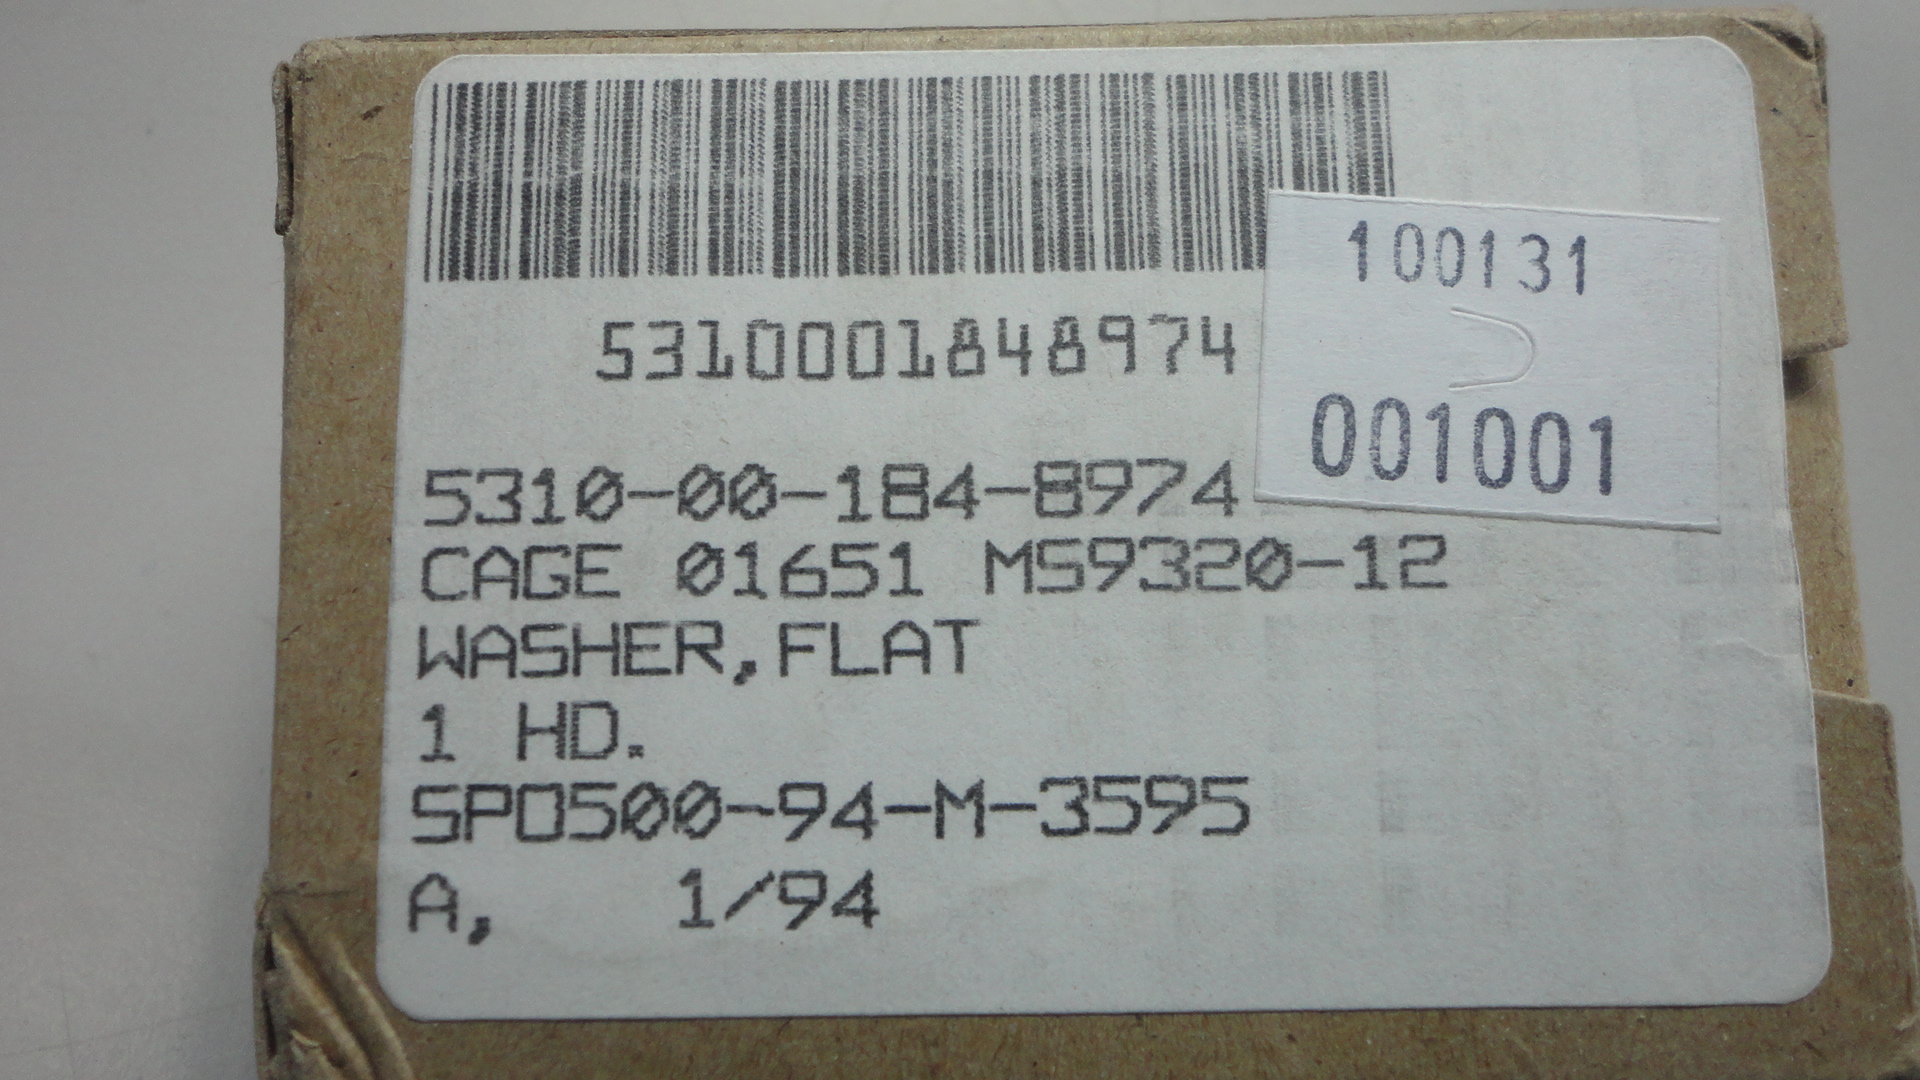 5310001848974
100131
001001
5310-00-184-8974
CAGE 01651 MS9320-12
WASHER,FLAT
1 HD.
SPO500-94-M-3595
A, 1/94